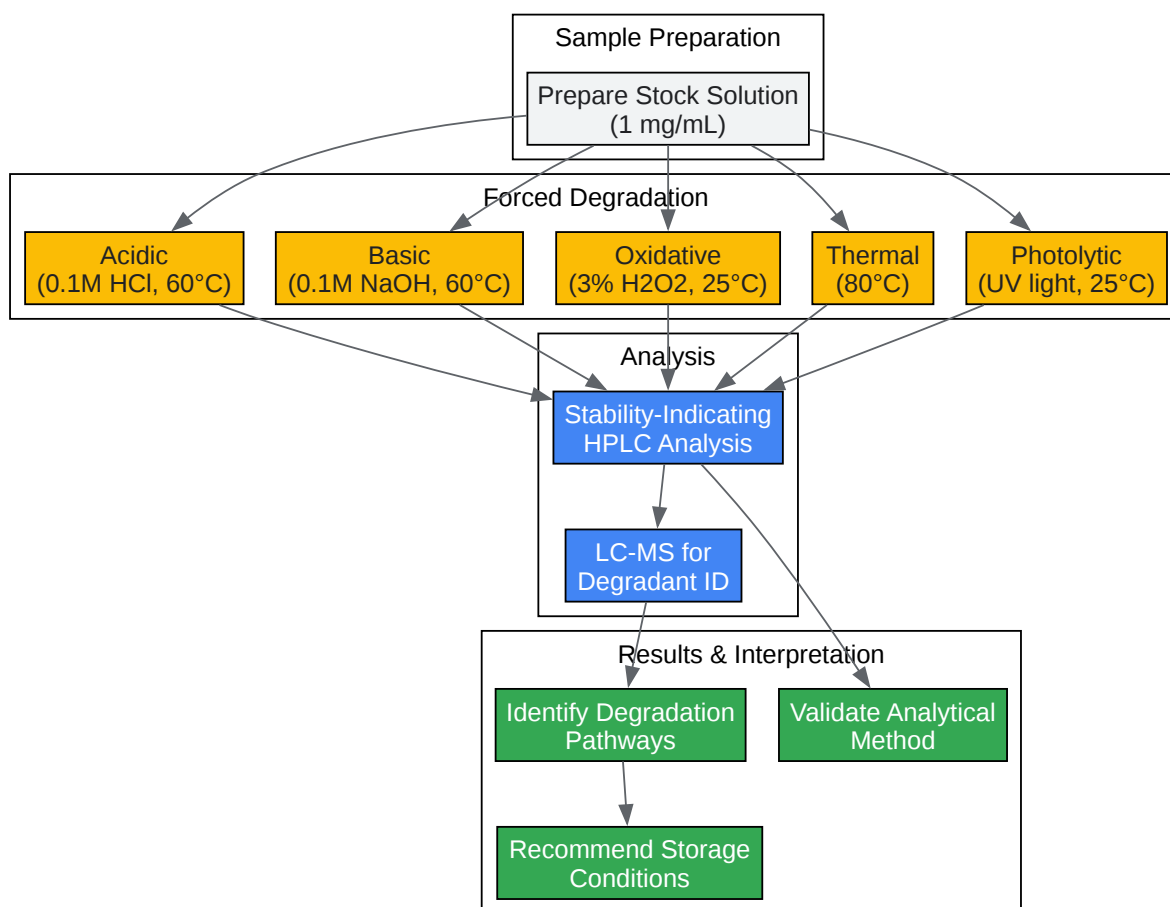 Sample Preparation
Prepare Stock Solution
(1 mg/mL)
Forced Degradation
Acidic
(0.1M HCl, 60°C)
Basic
(0.1M NaOH, 60°C)
Oxidative
(3% H2O2, 25°C)
Thermal
(80°C)
Photolytic
(UV light, 25°C)
Analysis
Stability-Indicating
HPLC Analysis
LC-MS for
Degradant ID
Results & Interpretation
Identify Degradation
Pathways
Validate Analytical
Method
Recommend Storage
Conditions